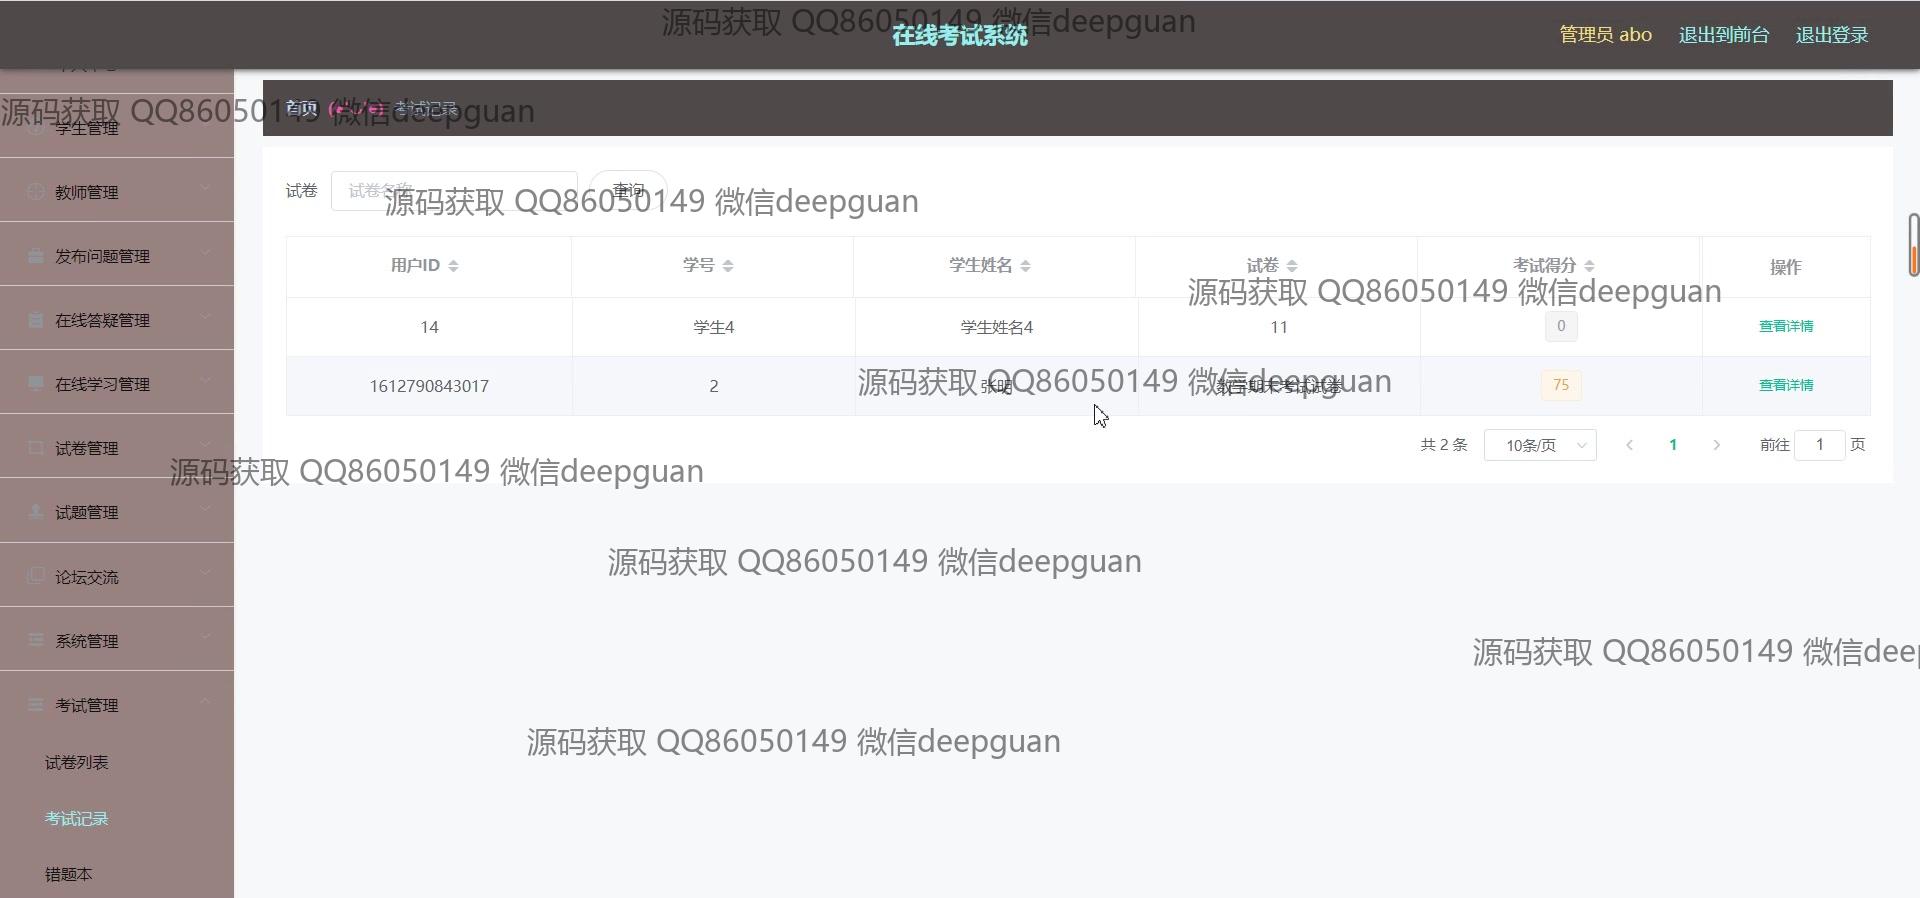 源码获取 QQ86050149 微信deepguan
在线考试系统
管理员 abo
退出到前台
退出登录
源码获取 QQ86050149 微信deepguan
首页
考试记录
学生管理
教师管理
发布问题管理
在线答疑管理
在线学习管理
试卷管理
试题管理
论坛交流
系统管理
考试管理
试卷列表
考试记录
错题本
试卷 试卷名称 查询
源码获取 QQ86050149 微信deepguan
用户ID 学号 学生姓名 试卷 考试得分 操作
源码获取 QQ86050149 微信deepguan
14 学生4 学生姓名4 11 0 查看详情
1612790843017 2 张明 数学期末考试试卷 75 查看详情
源码获取 QQ86050149 微信deepguan
共 2 条 10条/页 1 前往 1 页
源码获取 QQ86050149 微信deepguan
源码获取 QQ86050149 微信deepguan
源码获取 QQ86050149 微信deep
源码获取 QQ86050149 微信deepguan